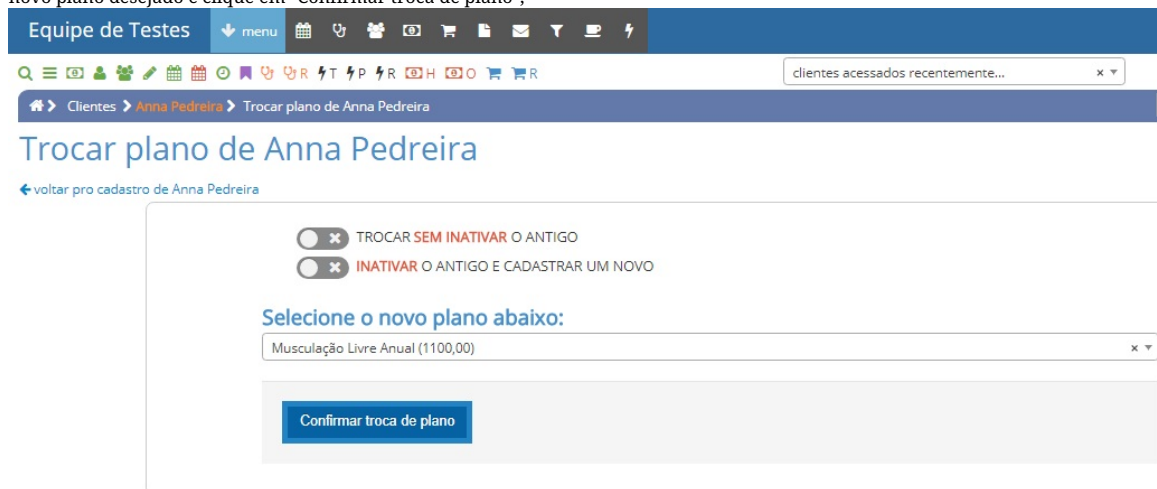 novo plano desejado e clique em "Confirmar troca de plano",
Equipe de Testes menu
R T P R H O R clientes acessados recentemente...
Clientes Anna Pedreira Trocar plano de Anna Pedreira
Trocar plano de Anna Pedreira
voltar pro cadastro de Anna Pedreira
TROCAR SEM INATIVAR O ANTIGO
INATIVAR O ANTIGO E CADASTRAR UM NOVO
Selecione o novo plano abaixo:
Musculação Livre Anual (1100,00)
Confirmar troca de plano